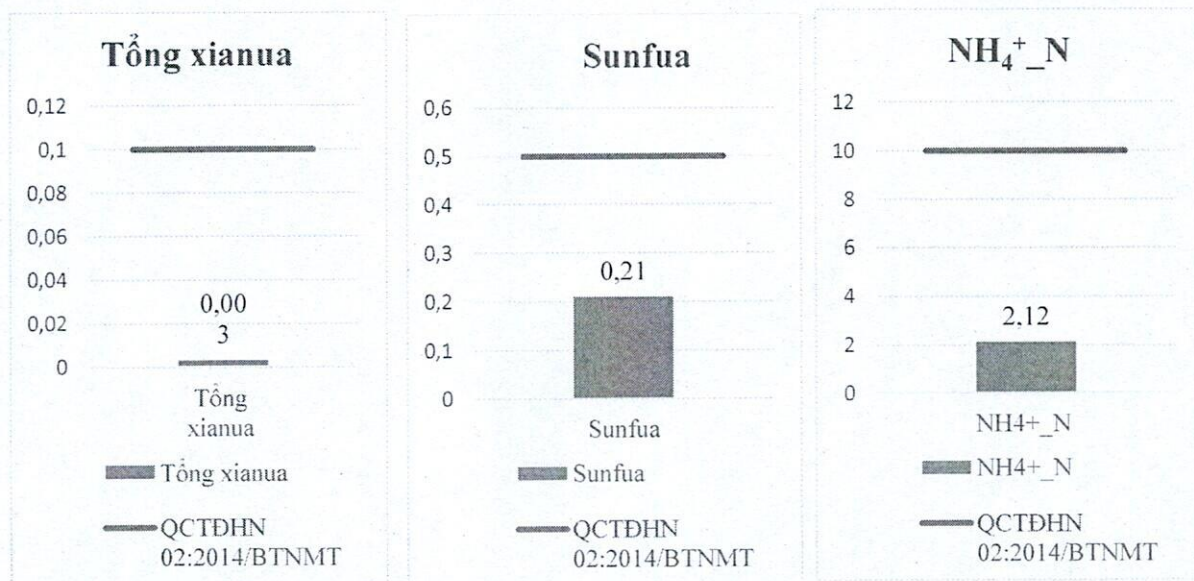 Tổng xianua
0,12
0,1
0,08
0,06
0,04
0,02
0
0,00
3
Tổng
xianua
Tổng xianua
QCTĐHN
02:2014/BTNMT
Sunfua
0,6
0,5
0,4
0,3
0,2
0,1
0
0,21
Sunfua
Sunfua
QCTĐHN
02:2014/BTNMT
NH₄⁺_N
12
10
8
6
4
2
0
2,12
NH4+_N
NH4+_N
QCTĐHN
02:2014/BTNMT